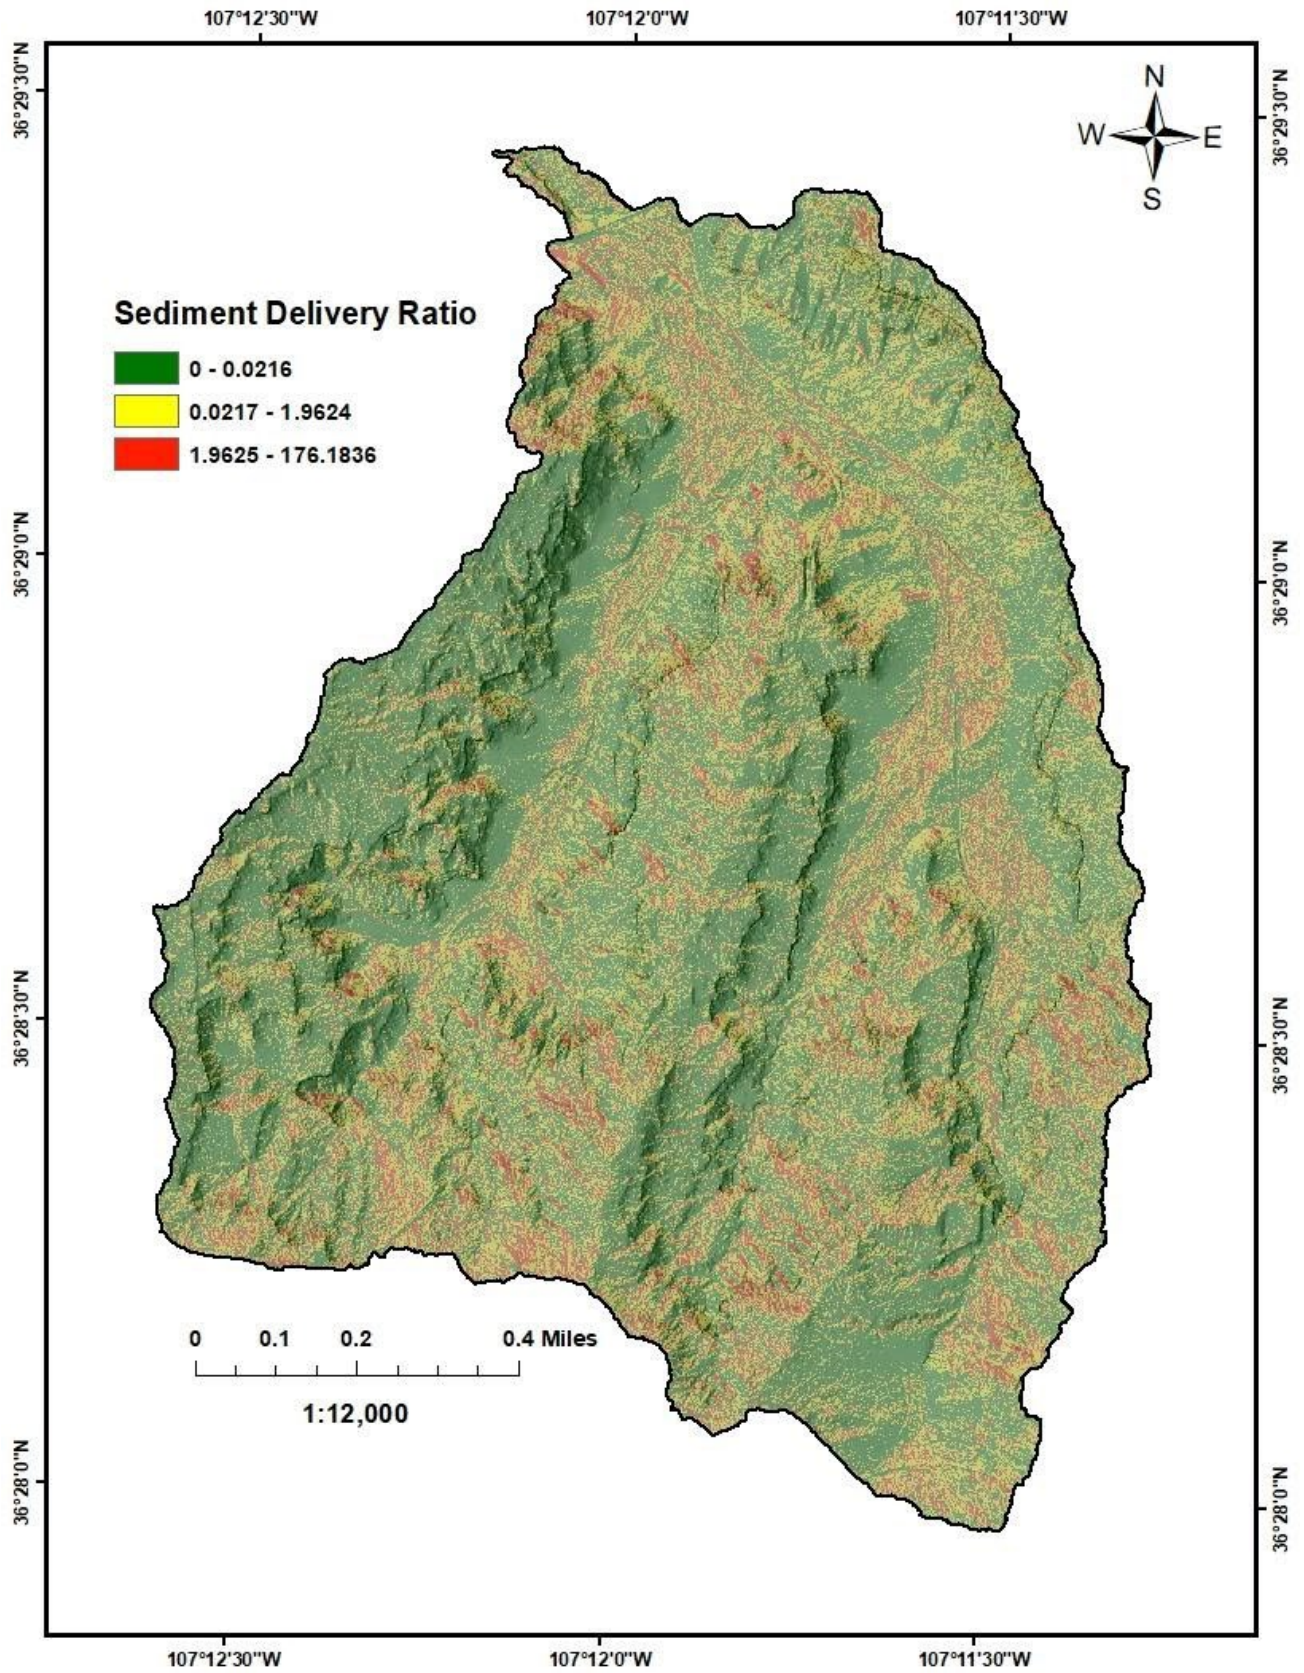 107°12'30"W 107°12'0"W 107°11'30"W
36°29'30"N
36°29'30"N
N
W E
S
Sediment Delivery Ratio
0 - 0.0216
0.0217 - 1.9624
1.9625 - 176.1836
36°29'0"N
36°29'0"N
36°28'30"N
36°28'30"N
0 0.1 0.2 0.4 Miles
1:12,000
36°28'0"N
36°28'0"N
107°12'30"W 107°12'0"W 107°11'30"W